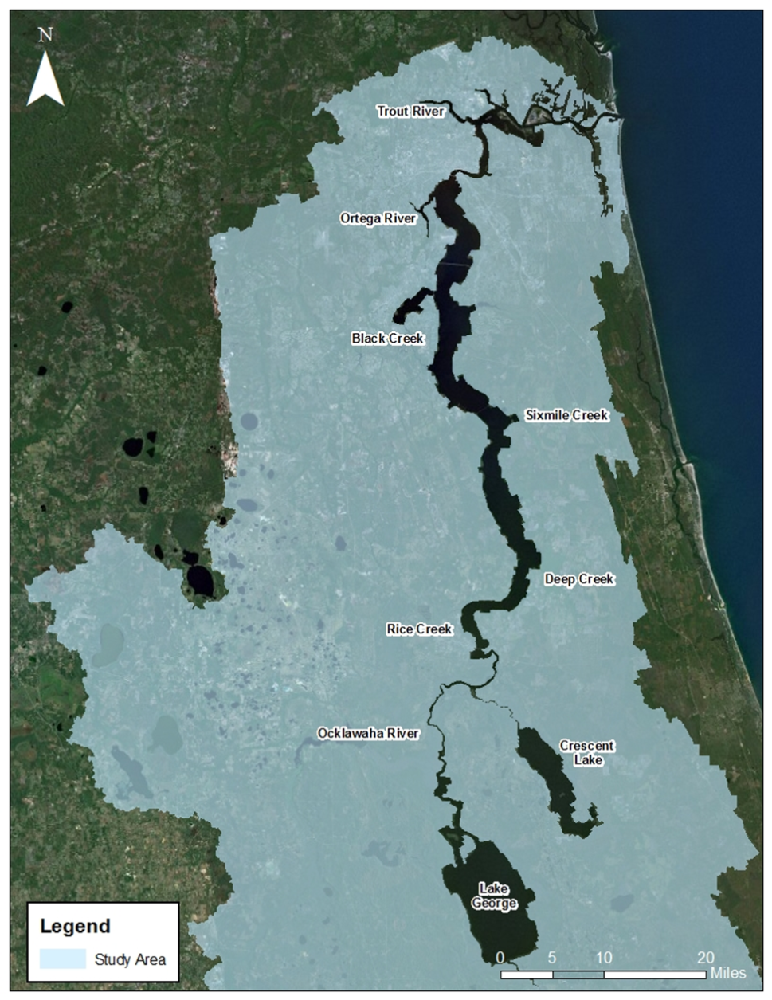 N
Trout River
Ortega River
Black Creek
Sixmile Creek
Deep Creek
Rice Creek
Ocklawaha River
Crescent
Lake
Lake
George
Legend
Study Area
0 5 10 20
Miles